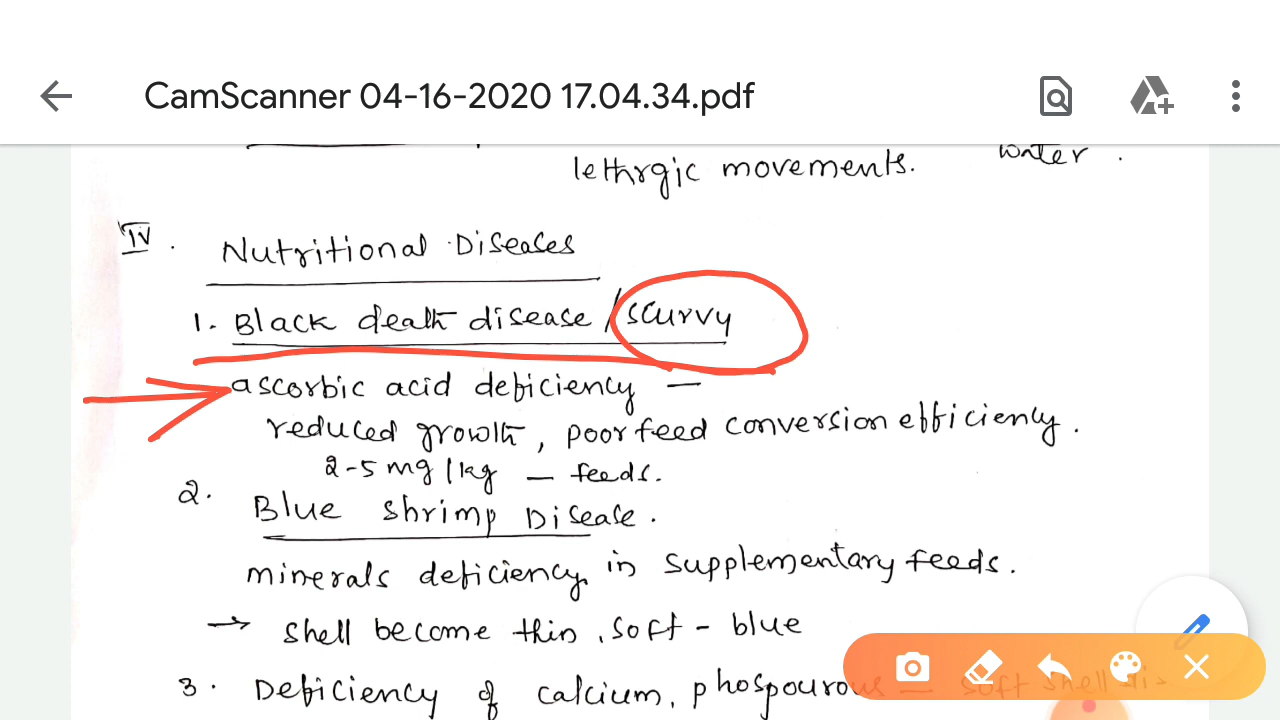 CamScanner 04-16-2020 17.04.34.pdf
lethrgic movements. water.
IV. Nutritional Diseases
1. Black death disease / scurvy
ascorbic acid deficiency —
reduced growth, poor feed conversion efficiency.
2-5 mg/kg — feeds.
2. Blue Shrimp Disease.
minerals deficiency in supplementary feeds.
→ shell become thin, soft - blue
3. Deficiency of calcium, phospourous — soft shell dis